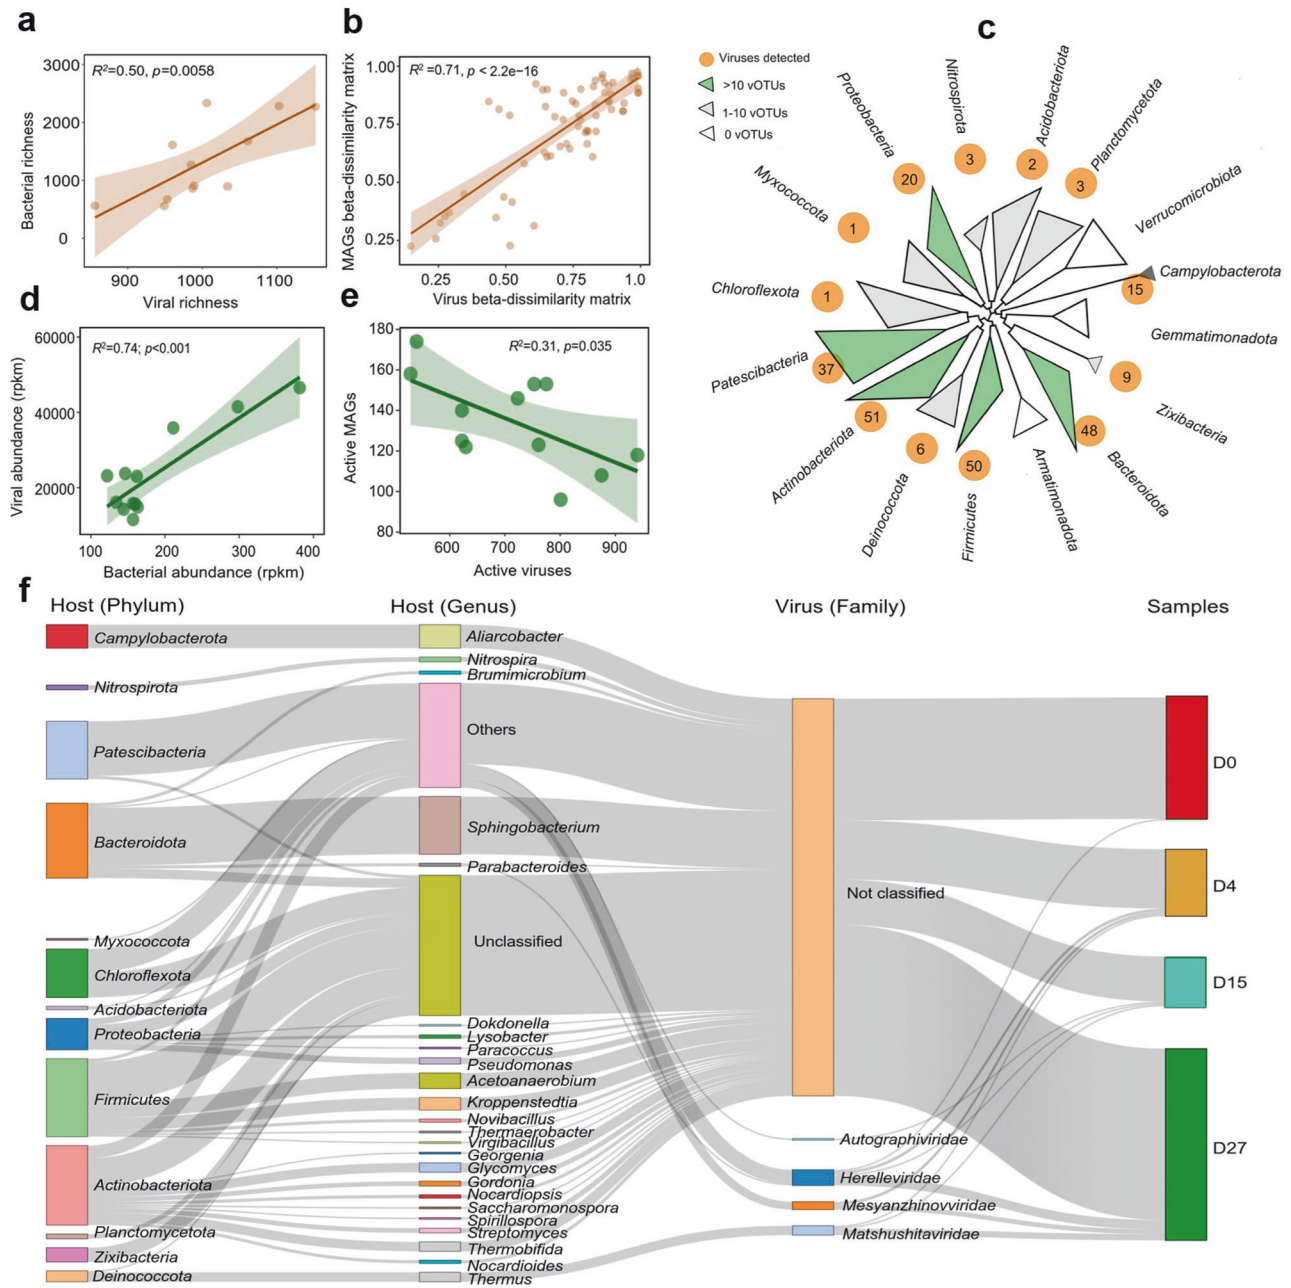 a
R²=0.50, p=0.0058
Bacterial richness
3000
2000
1000
0
900
1000
1100
Viral richness
b
R²=0.71, p < 2.2e−16
MAGs beta-dissimilarity matrix
1.00
0.75
0.50
0.25
0.25
0.50
0.75
1.0
Virus beta-dissimilarity matrix
c
Viruses detected
>10 vOTUs
1-10 vOTUs
0 vOTUs
Proteobacteria
20
Nitrospirota
3
Acidobacteriota
2
Planctomycetota
3
Verrucomicrobiota
Campylobacterota
15
Gemmatimonadota
Zixibacteria
9
Bacteroidota
48
Armatimonadota
Firmicutes
50
Deinococcota
6
Actinobacteriota
51
Patescibacteria
37
Chloroflexota
1
Myxococcota
1
d
R²=0.74; p<0.001
Viral abundance (rpkm)
60000
40000
20000
100
200
300
400
Bacterial abundance (rpkm)
e
R²=0.31, p=0.035
Active MAGs
180
160
140
120
100
80
600
700
800
900
Active viruses
f
Host (Phylum)
Host (Genus)
Virus (Family)
Samples
Campylobacterota
Nitrospirota
Patescibacteria
Bacteroidota
Myxococcota
Chloroflexota
Acidobacteriota
Proteobacteria
Firmicutes
Actinobacteriota
Planctomycetota
Zixibacteria
Deinococcota
Aliarcobacter
Nitrospira
Brumimicrobium
Others
Sphingobacterium
Parabacteroides
Unclassified
Dokdonella
Lysobacter
Paracoccus
Pseudomonas
Acetoanaerobium
Kroppenstedtia
Novibacillus
Thermaerobacter
Virgibacillus
Georgenia
Glycomyces
Gordonia
Nocardiopsis
Saccharomonospora
Spirillospora
Streptomyces
Thermobifida
Nocardioides
Thermus
Not classified
Autographiviridae
Herelleviridae
Mesyanzhinovviridae
Matshushitaviridae
D0
D4
D15
D27